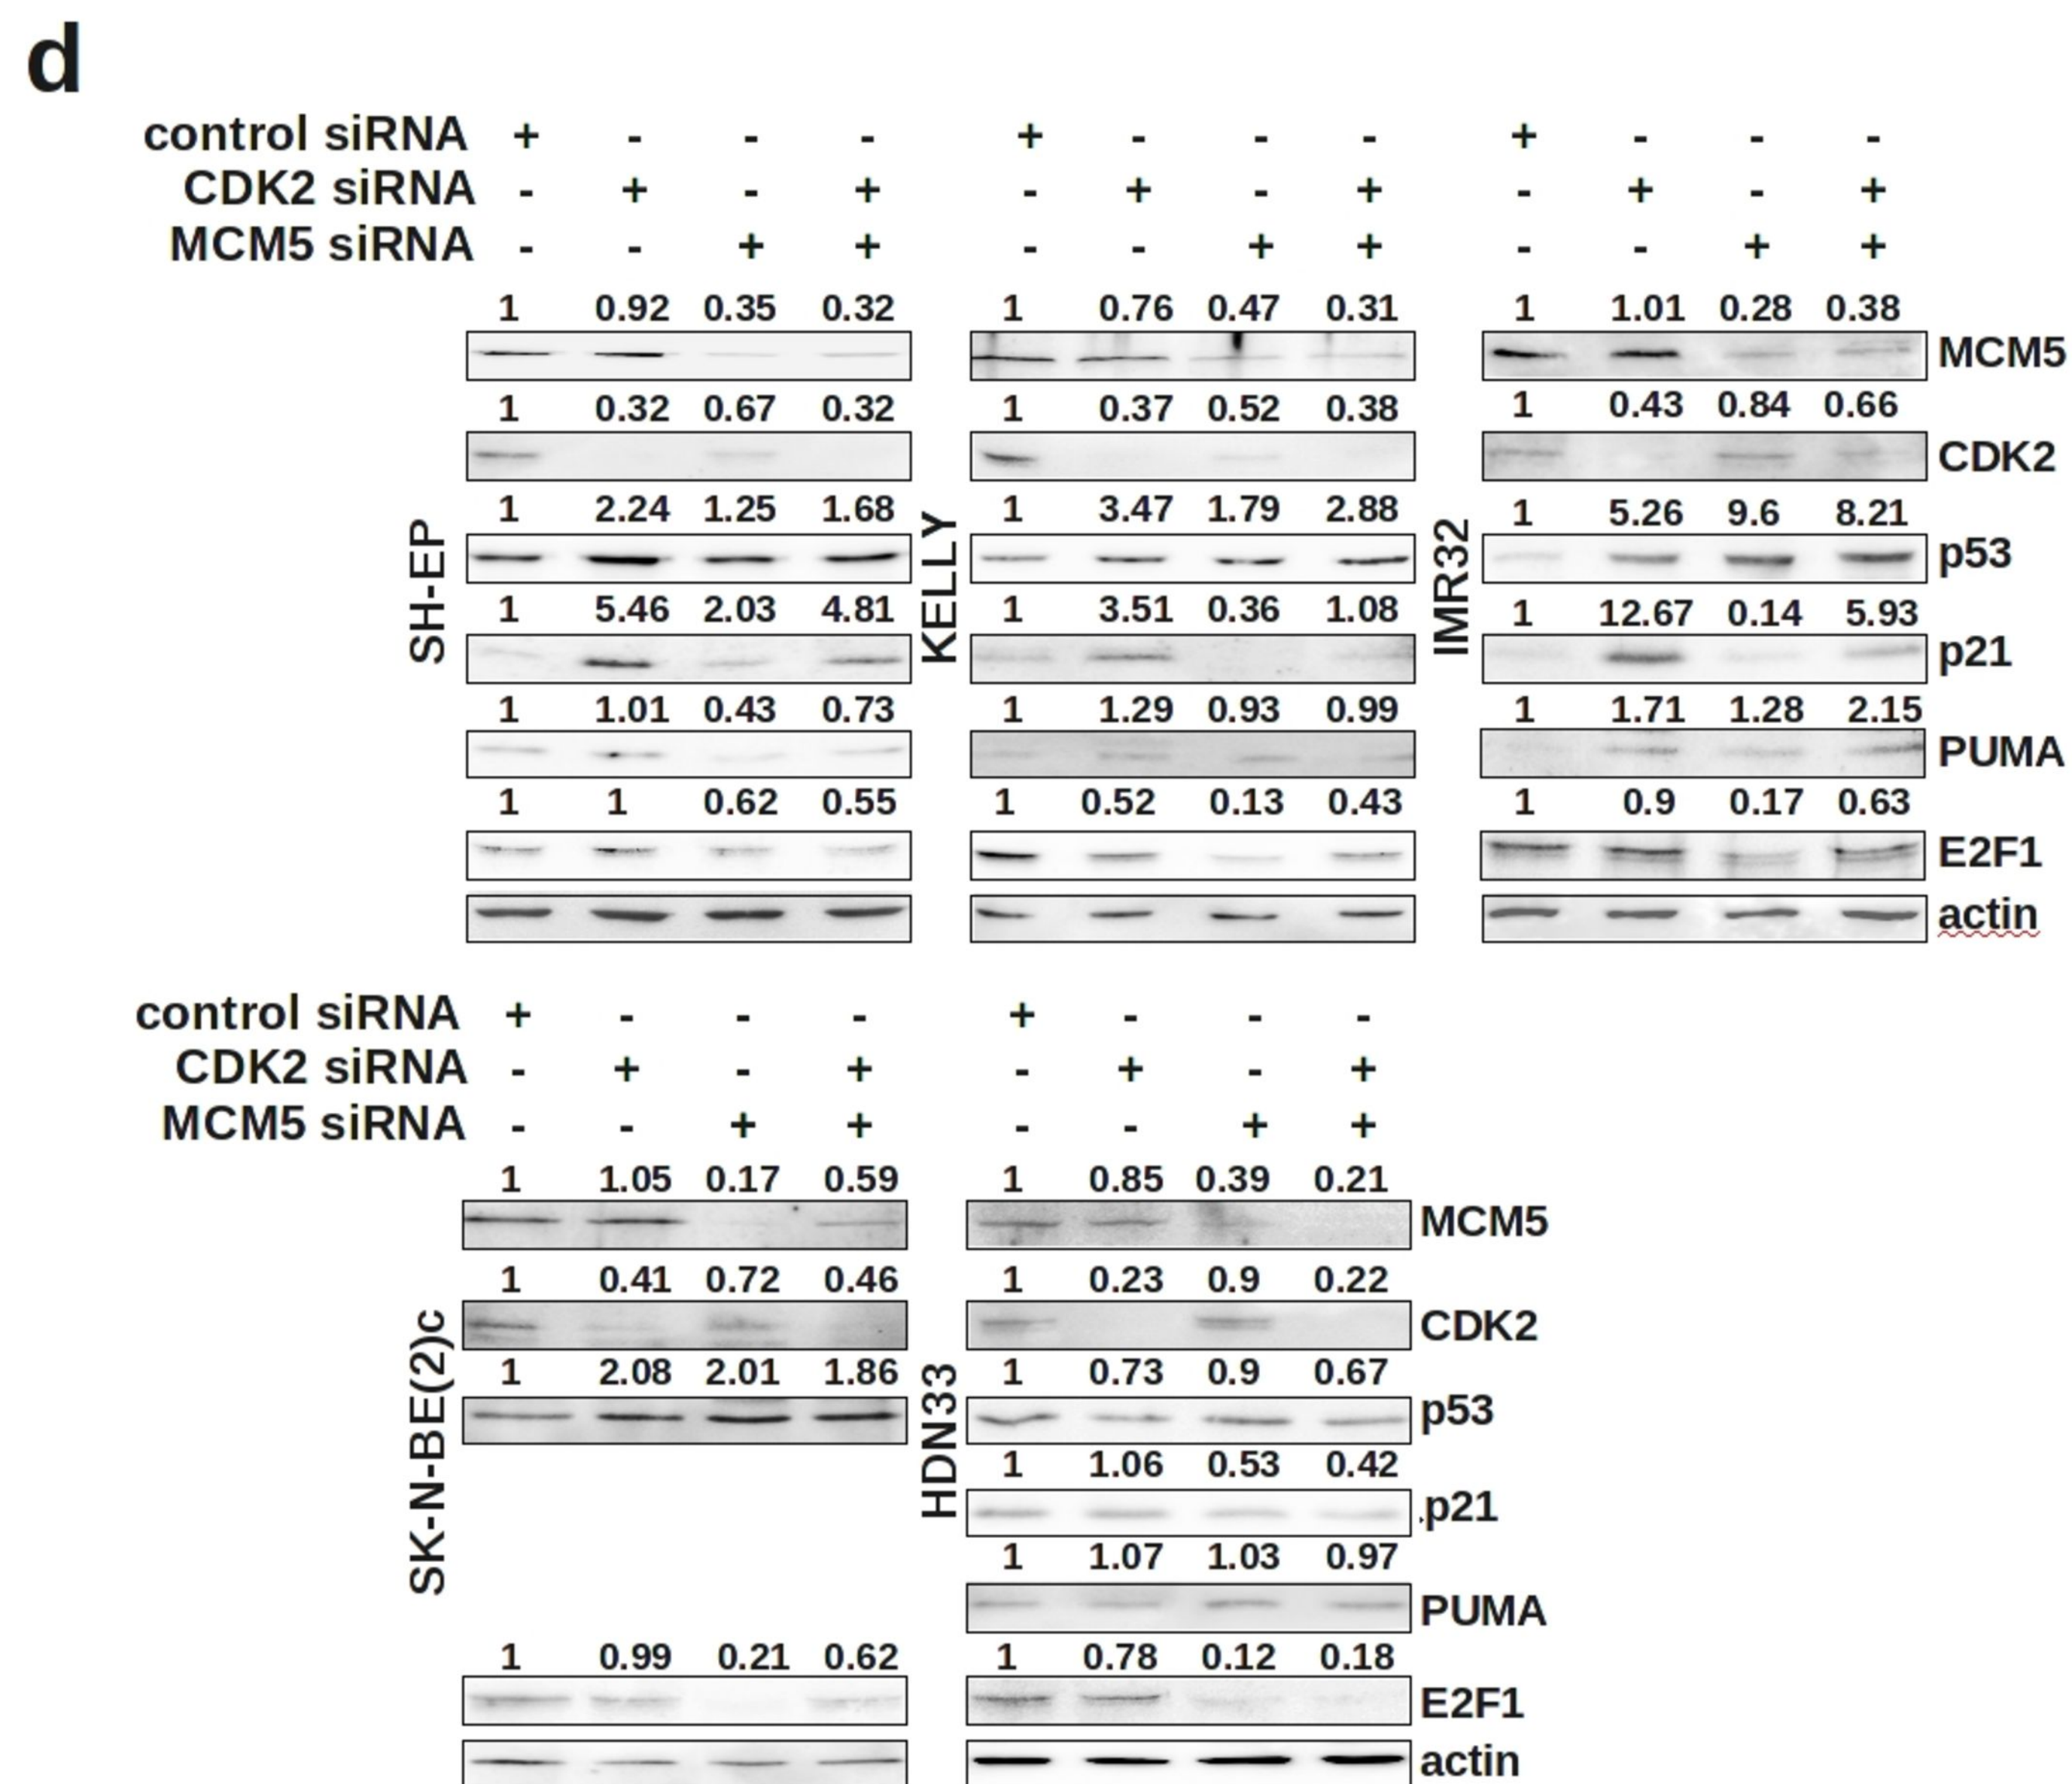 d
control siRNA + - - - + - - - + - - -
CDK2 siRNA - + - + - + - + - + - +
MCM5 siRNA - - + + - - + + - - + +
1 0.92 0.35 0.32 1 0.76 0.47 0.31 1 1.01 0.28 0.38
MCM5
1 0.32 0.67 0.32 1 0.37 0.52 0.38 1 0.43 0.84 0.66
CDK2
1 2.24 1.25 1.68 1 3.47 1.79 2.88 1 5.26 9.6 8.21
SH-EP KELLY IMR32 p53
1 5.46 2.03 4.81 1 3.51 0.36 1.08 1 12.67 0.14 5.93
p21
1 1.01 0.43 0.73 1 1.29 0.93 0.99 1 1.71 1.28 2.15
PUMA
1 1 0.62 0.55 1 0.52 0.13 0.43 1 0.9 0.17 0.63
E2F1
actin
control siRNA + - - - + - - -
CDK2 siRNA - + - + - + - +
MCM5 siRNA - - + + - - + +
1 1.05 0.17 0.59 1 0.85 0.39 0.21
MCM5
1 0.41 0.72 0.46 1 0.23 0.9 0.22
CDK2
1 2.08 2.01 1.86 1 0.73 0.9 0.67
SK-N-BE(2)c HDN33 p53
1 1.06 0.53 0.42
p21
1 1.07 1.03 0.97
PUMA
1 0.99 0.21 0.62 1 0.78 0.12 0.18
E2F1
actin